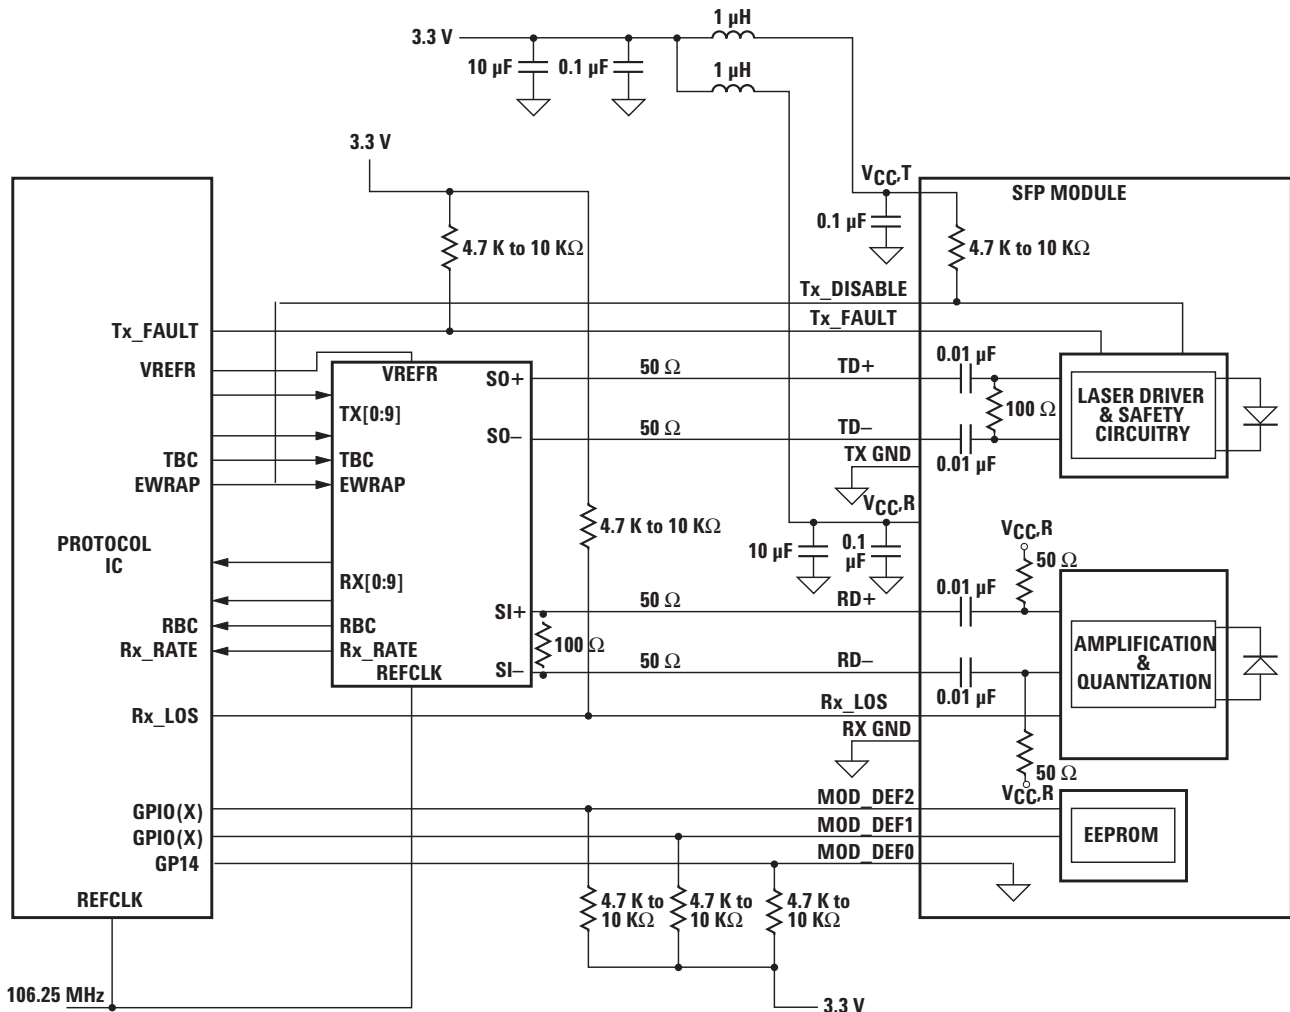 1 µH
3.3 V
10 µF
0.1 µF
1 µH
3.3 V
VCC,T
SFP MODULE
0.1 µF
4.7 K to 10 KΩ
4.7 K to 10 KΩ
Tx_DISABLE
Tx_FAULT
Tx_FAULT
0.01 µF
VREFR
VREFR
SO+
50 Ω
TD+
TX[0:9]
100 Ω
LASER DRIVER
& SAFETY
CIRCUITRY
SO–
50 Ω
TD–
0.01 µF
TBC
TBC
TX GND
EWRAP
EWRAP
VCC,R
4.7 K to 10 KΩ
PROTOCOL
IC
10 µF
0.1
µF
VCC,R
50 Ω
RX[0:9]
0.01 µF
SI+
50 Ω
RD+
RBC
RBC
100 Ω
Rx_RATE
Rx_RATE
REFCLK
SI–
50 Ω
RD–
AMPLIFICATION
&
QUANTIZATION
0.01 µF
Rx_LOS
Rx_LOS
RX GND
50 Ω
VCC,R
GPIO(X)
MOD_DEF2
GPIO(X)
MOD_DEF1
EEPROM
GP14
MOD_DEF0
REFCLK
4.7 K to
10 KΩ
4.7 K to
10 KΩ
4.7 K to
10 KΩ
106.25 MHz
3.3 V